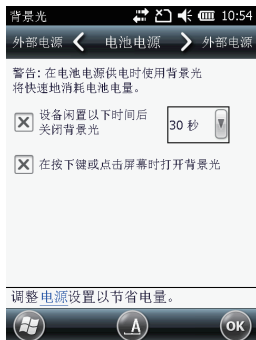 背景光 10:54
外部电源 电池电源 外部电源
警告: 在电池电源供电时使用背景光
将快速地消耗电池电量。
设备闲置以下时间后
关闭背景光
30 秒
在按下键或点击屏幕时打开背景光
调整电源设置以节省电量。
A OK